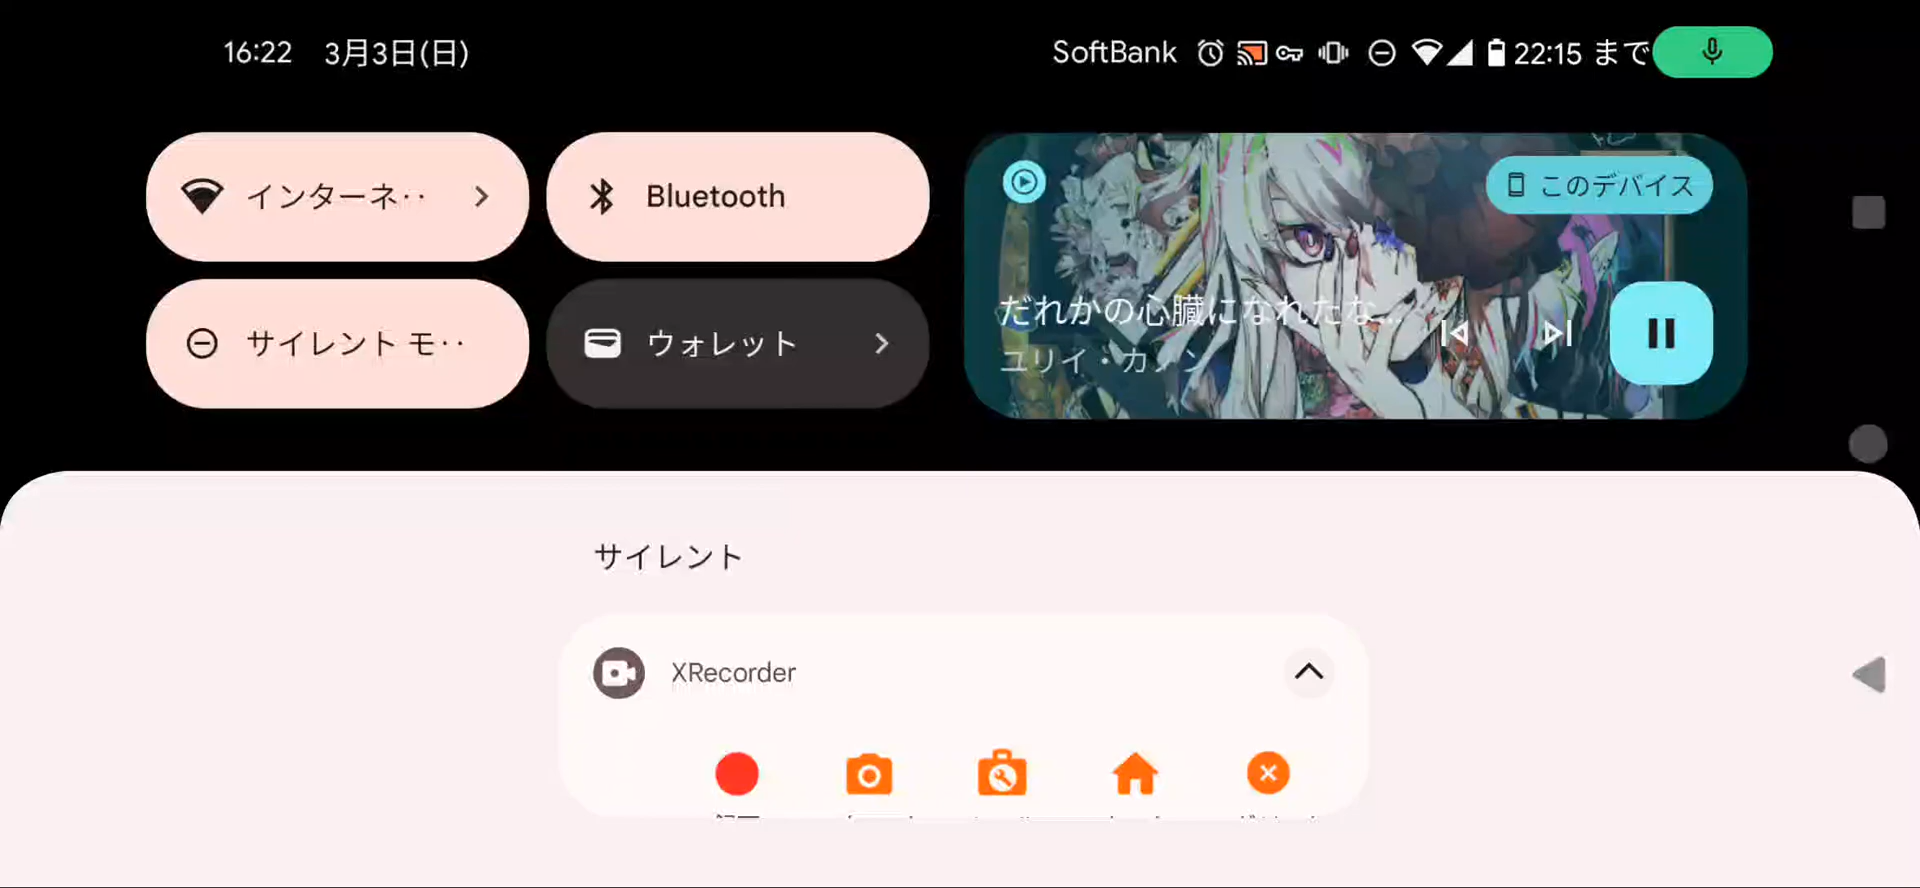 16:22 3月3日(日)
SoftBank 22:15 まで
インターネ‥
Bluetooth
このデバイス
サイレント モ‥
ウォレット
だれかの心臓になれたな...
ユリイ・カノン
サイレント
XRecorder